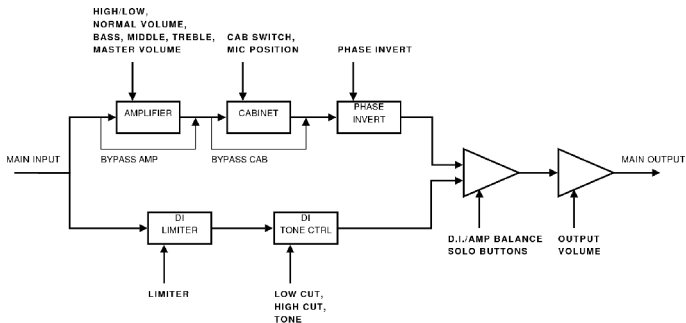 HIGH/LOW,
NORMAL VOLUME,
BASS, MIDDLE, TREBLE,
MASTER VOLUME
CAB SWITCH,
MIC POSITION
PHASE INVERT
AMPLIFIER
CABINET
PHASE
INVERT
MAIN INPUT
BYPASS AMP
BYPASS CAB
MAIN OUTPUT
DI
LIMITER
DI
TONE CTRL
D.I./AMP BALANCE
SOLO BUTTONS
OUTPUT
VOLUME
LIMITER
LOW CUT,
HIGH CUT,
TONE